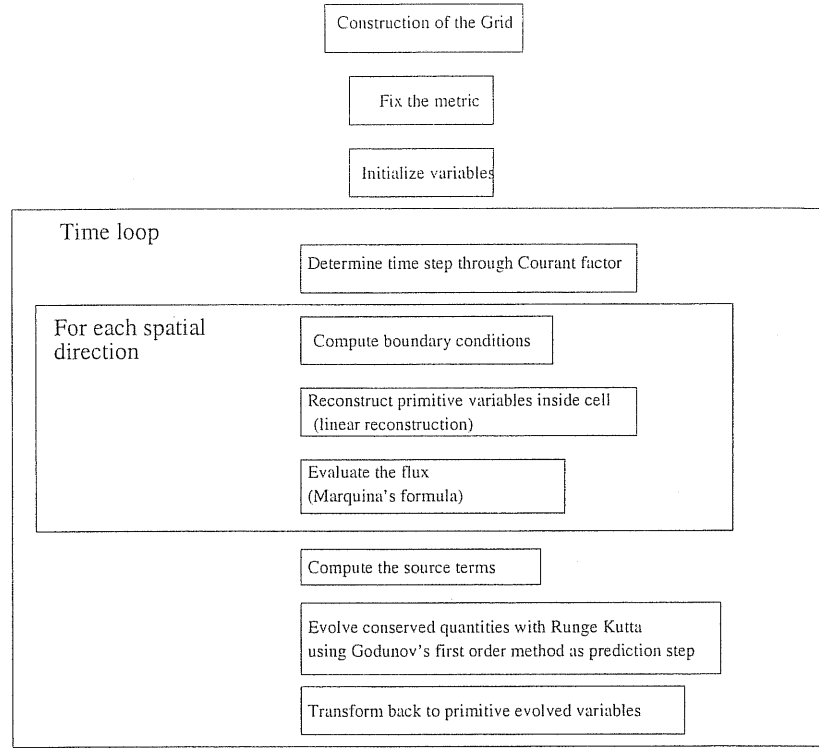 Construction of the Grid
Fix the metric
Initialize variables
Time loop
Determine time step through Courant factor
For each spatial
direction
Compute boundary conditions
Reconstruct primitive variables inside cell
(linear reconstruction)
Evaluate the flux
(Marquina's formula)
Compute the source terms
Evolve conserved quantities with Runge Kutta
using Godunov's first order method as prediction step
Transform back to primitive evolved variables